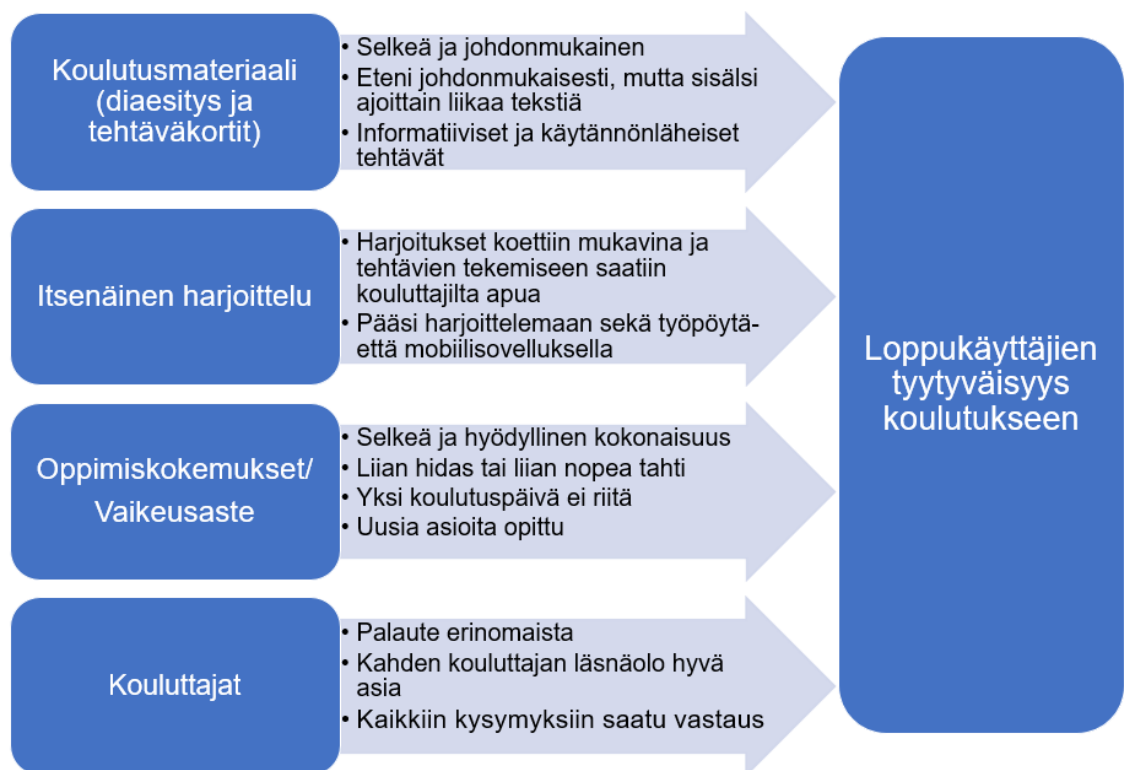 Koulutusmateriaali
(diaesitys ja
tehtäväkortit)
• Selkeä ja johdonmukainen
• Eteni johdonmukaisesti, mutta sisälsi
ajoittain liikaa tekstiä
• Informatiiviset ja käytännönläheiset
tehtävät
Itsenäinen harjoittelu
• Harjoitukset koettiin mukavina ja
tehtävien tekemiseen saatiin
kouluttajilta apua
• Pääsi harjoittelemaan sekä työpöytä-
että mobiilisovelluksella
Oppimiskokemukset/
Vaikeusaste
• Selkeä ja hyödyllinen kokonaisuus
• Liian hidas tai liian nopea tahti
• Yksi koulutuspäivä ei riitä
• Uusia asioita opittu
Kouluttajat
• Palaute erinomaista
• Kahden kouluttajan läsnäolo hyvä
asia
• Kaikkiin kysymyksiin saatu vastaus
Loppukäyttäjien
tyytyväisyys
koulutukseen